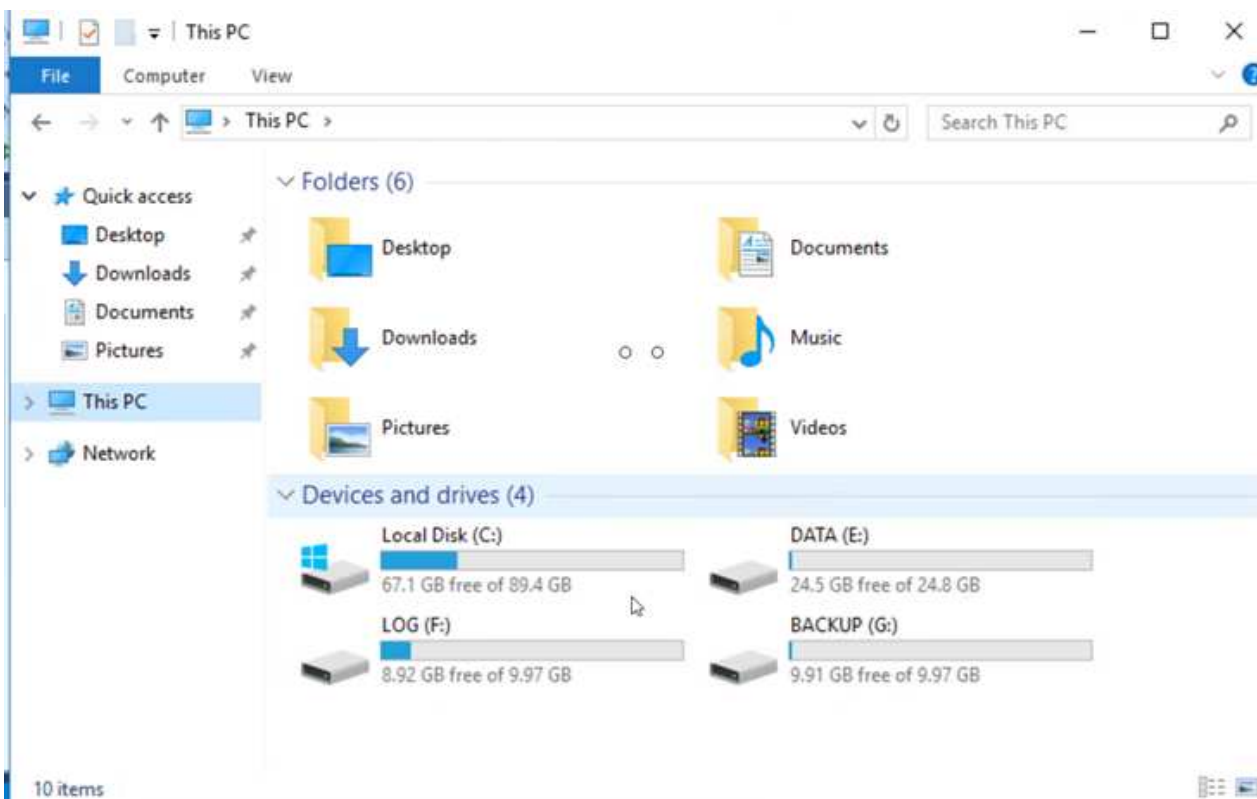 This PC
File Computer View
This PC
Search This PC
Quick access
Desktop
Downloads
Documents
Pictures
This PC
Network
Folders (6)
Desktop
Documents
Downloads
Music
Pictures
Videos
Devices and drives (4)
Local Disk (C:)
67.1 GB free of 89.4 GB
DATA (E:)
24.5 GB free of 24.8 GB
LOG (F:)
8.92 GB free of 9.97 GB
BACKUP (G:)
9.91 GB free of 9.97 GB
10 items